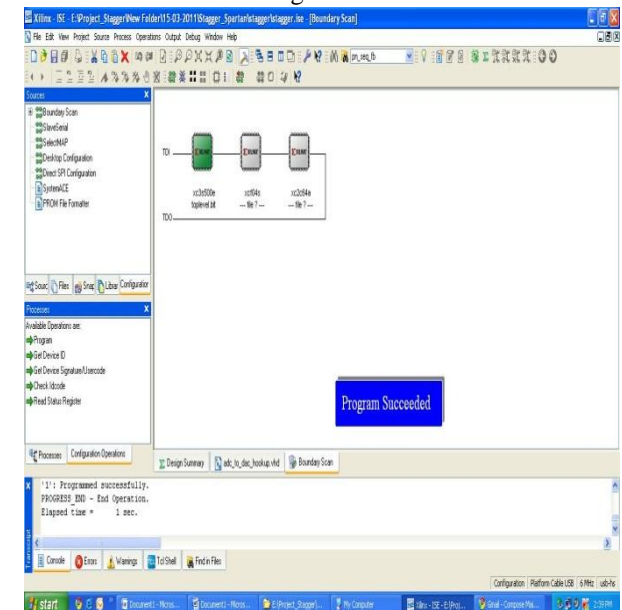 Xilinx - ISE - E:\Project_Stagger\New Folder\15-03-2011\Stagger_Spartan\stagger\stagger.ise - [Boundary Scan]
File Edit View Project Source Process Operations Output Debug Window Help
pn_seq_tb
Sources
Boundary Scan
SlaveSerial
SelectMAP
Desktop Configuration
Direct SPI Configuration
SystemACE
PROM File Formatter
TDI
xc3s500e xcf04s xc2c64a
toplevel.bit --- file ? --- --- file ? ---
TDO
Sourc Files Snap Librar Configuration
Processes
Available Operations are:
Program
Get Device ID
Get Device Signature/Usercode
Check Idcode
Read Status Register
Program Succeeded
Processes Configuration Operations
Design Summary adc_to_dac_hookup.vhd Boundary Scan
'1': Programmed successfully.
PROGRESS_END - End Operation.
Elapsed time = 1 sec.
Transcript
Console Errors Warnings Tcl Shell Find in Files
Configuration Platform Cable USB 6 MHz usb-hs
start Document1 - Micros... Document1 - Micros... E:\Project_Stagger\... My Computer Xilinx - ISE - E:\Proj... Gmail - Compose Ma... 2:39 PM